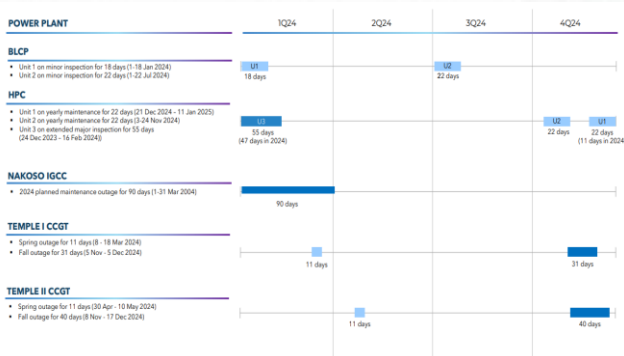 POWER PLANT 1Q24 2Q24 3Q24 4Q24
BLCP
• Unit 1 on minor inspection for 18 days (1-18 Jan 2024)
• Unit 2 on minor inspection for 22 days (1-22 Jul 2024)
U1 U2
18 days 22 days
HPC
• Unit 1 on yearly maintenance for 22 days (21 Dec 2024 – 11 Jan 2025)
• Unit 2 on yearly maintenance for 22 days (3-24 Nov 2024)
• Unit 3 on extended major inspection for 55 days
(24 Dec 2023 – 16 Feb 2024))
U3 U2 U1
55 days 22 days 22 days
(47 days in 2024) (11 days in 2024
NAKOSO IGCC
• 2024 planned maintenance outage for 90 days (1-31 Mar 2004)
90 days
TEMPLE I CCGT
• Spring outage for 11 days (8 - 18 Mar 2024)
• Fall outage for 31 days (5 Nov - 5 Dec 2024)
11 days 31 days
TEMPLE II CCGT
• Spring outage for 11 days (30 Apr - 10 May 2024)
• Fall outage for 40 days (8 Nov - 17 Dec 2024)
11 days 40 days